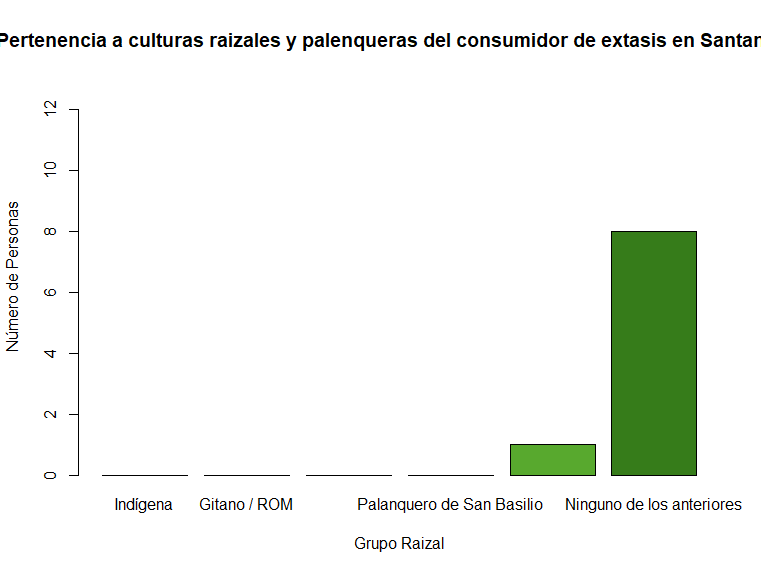 Pertenencia a culturas raizales y palenqueras del consumidor de extasis en Santan
12
10
8
6
4
2
0
Número de Personas
Indígena Gitano / ROM Palanquero de San Basilio Ninguno de los anteriores
Grupo Raizal